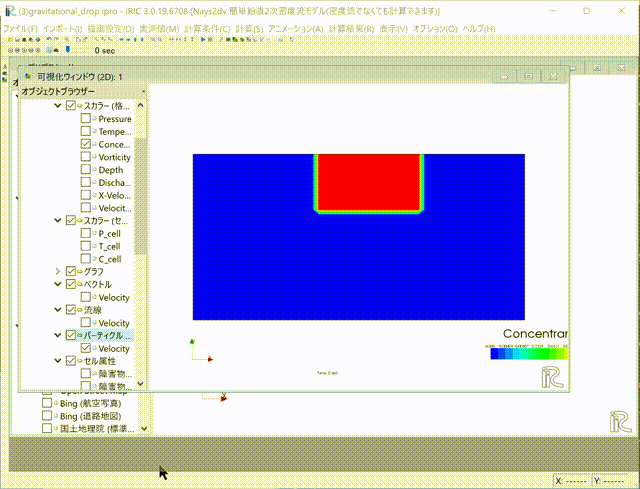 (3)gravitational_drop.ipro - iRIC 3.0.19.6708 [Nays2dv 簡単鉛直2次密度流モデル(密度流でなくても計算できます)]
ファイル(F) インポート(I) 描画設定(D) 実測値(M) 計算条件(C) 計算(S) アニメーション(A) 計算結果(R) 表示(V) オプション(O) ヘルプ(H)
0 sec
可視化ウィンドウ (2D): 1
オブジェクトブラウザー
スカラー (格...
Pressure
Tempe...
Conce...
Vorticity
Depth
Discha...
X-Velo...
Velocit...
スカラー (セ...
P_cell
T_cell
C_cell
グラフ
ベクトル
Velocity
流線
Velocity
パーティクル ...
Velocity
セル属性
障害物...
障害物...
Concentrar
iRC
Bing (航空写真)
Bing (道路地図)
国土地理院 (標準...
iRC
X: ------
Y: ------